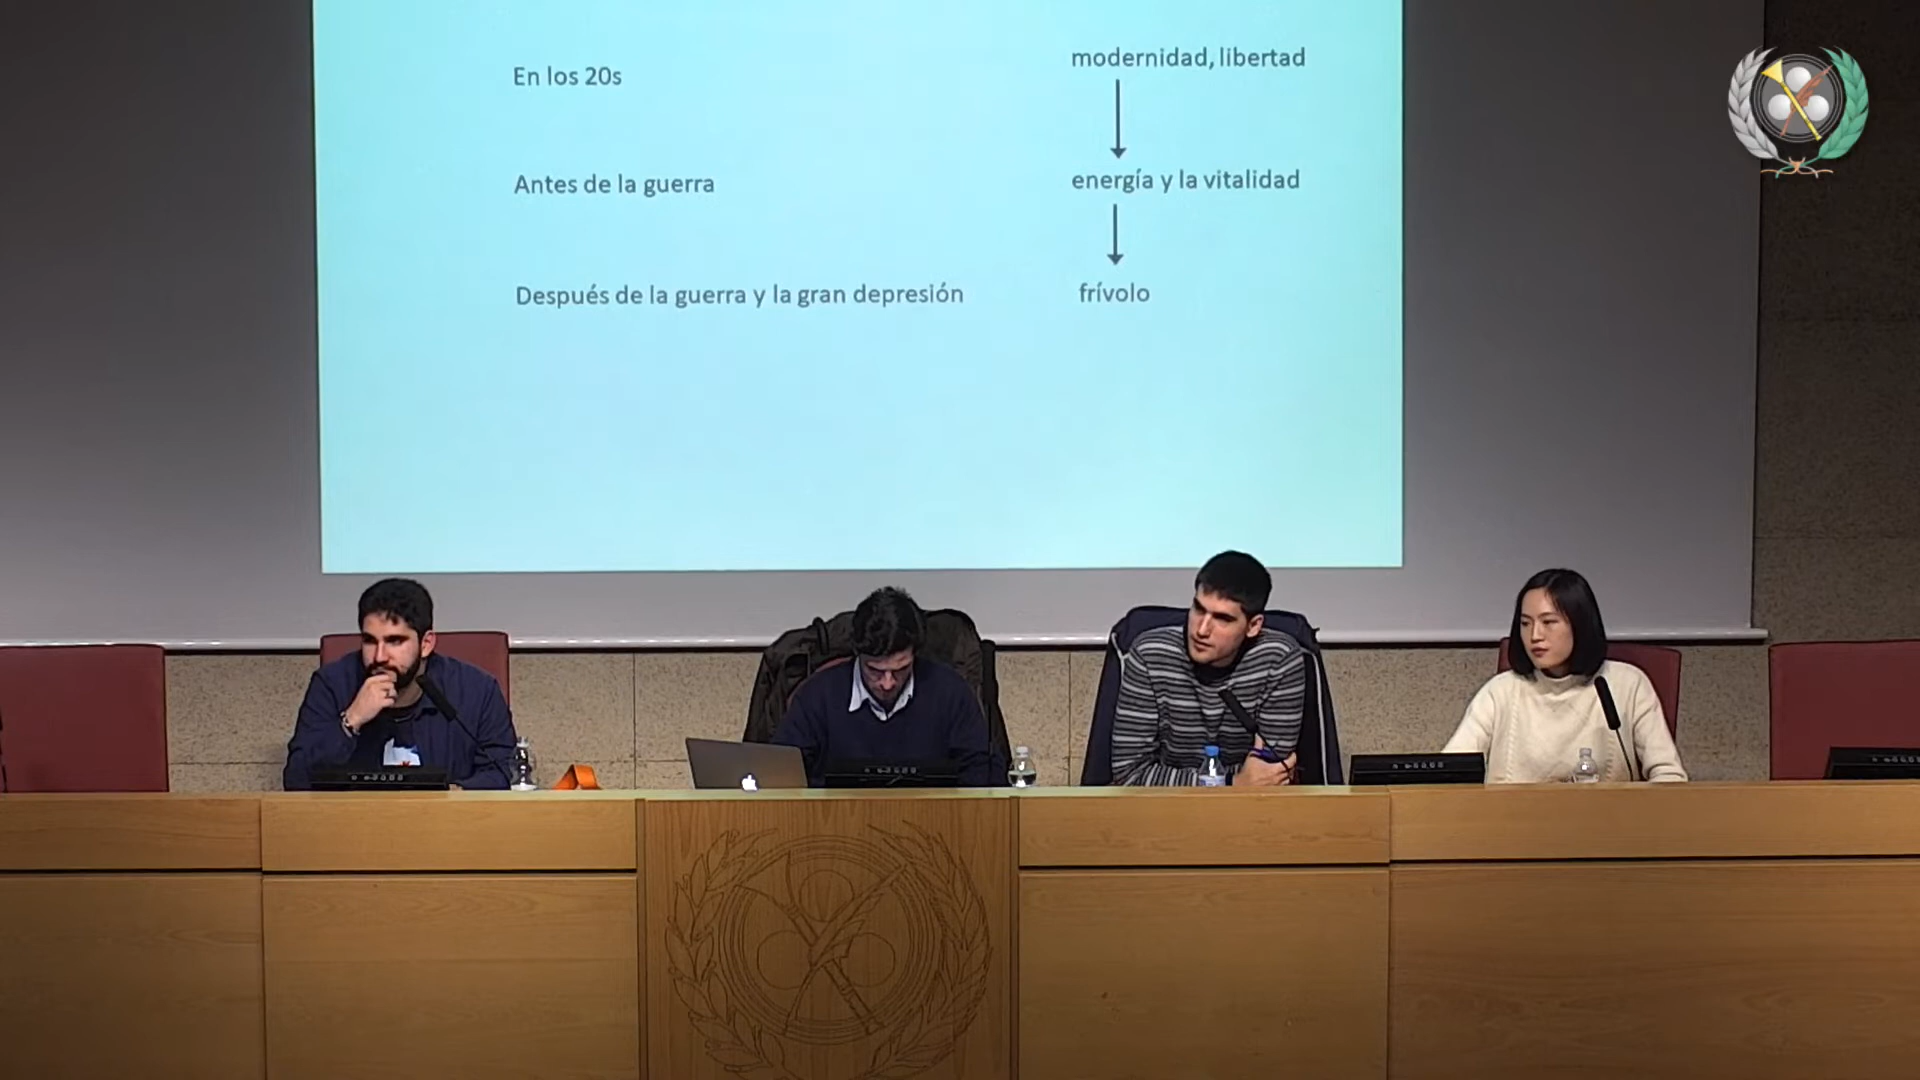 En los 20s
modernidad, libertad
Antes de la guerra
energía y la vitalidad
Después de la guerra y la gran depresión
frívolo